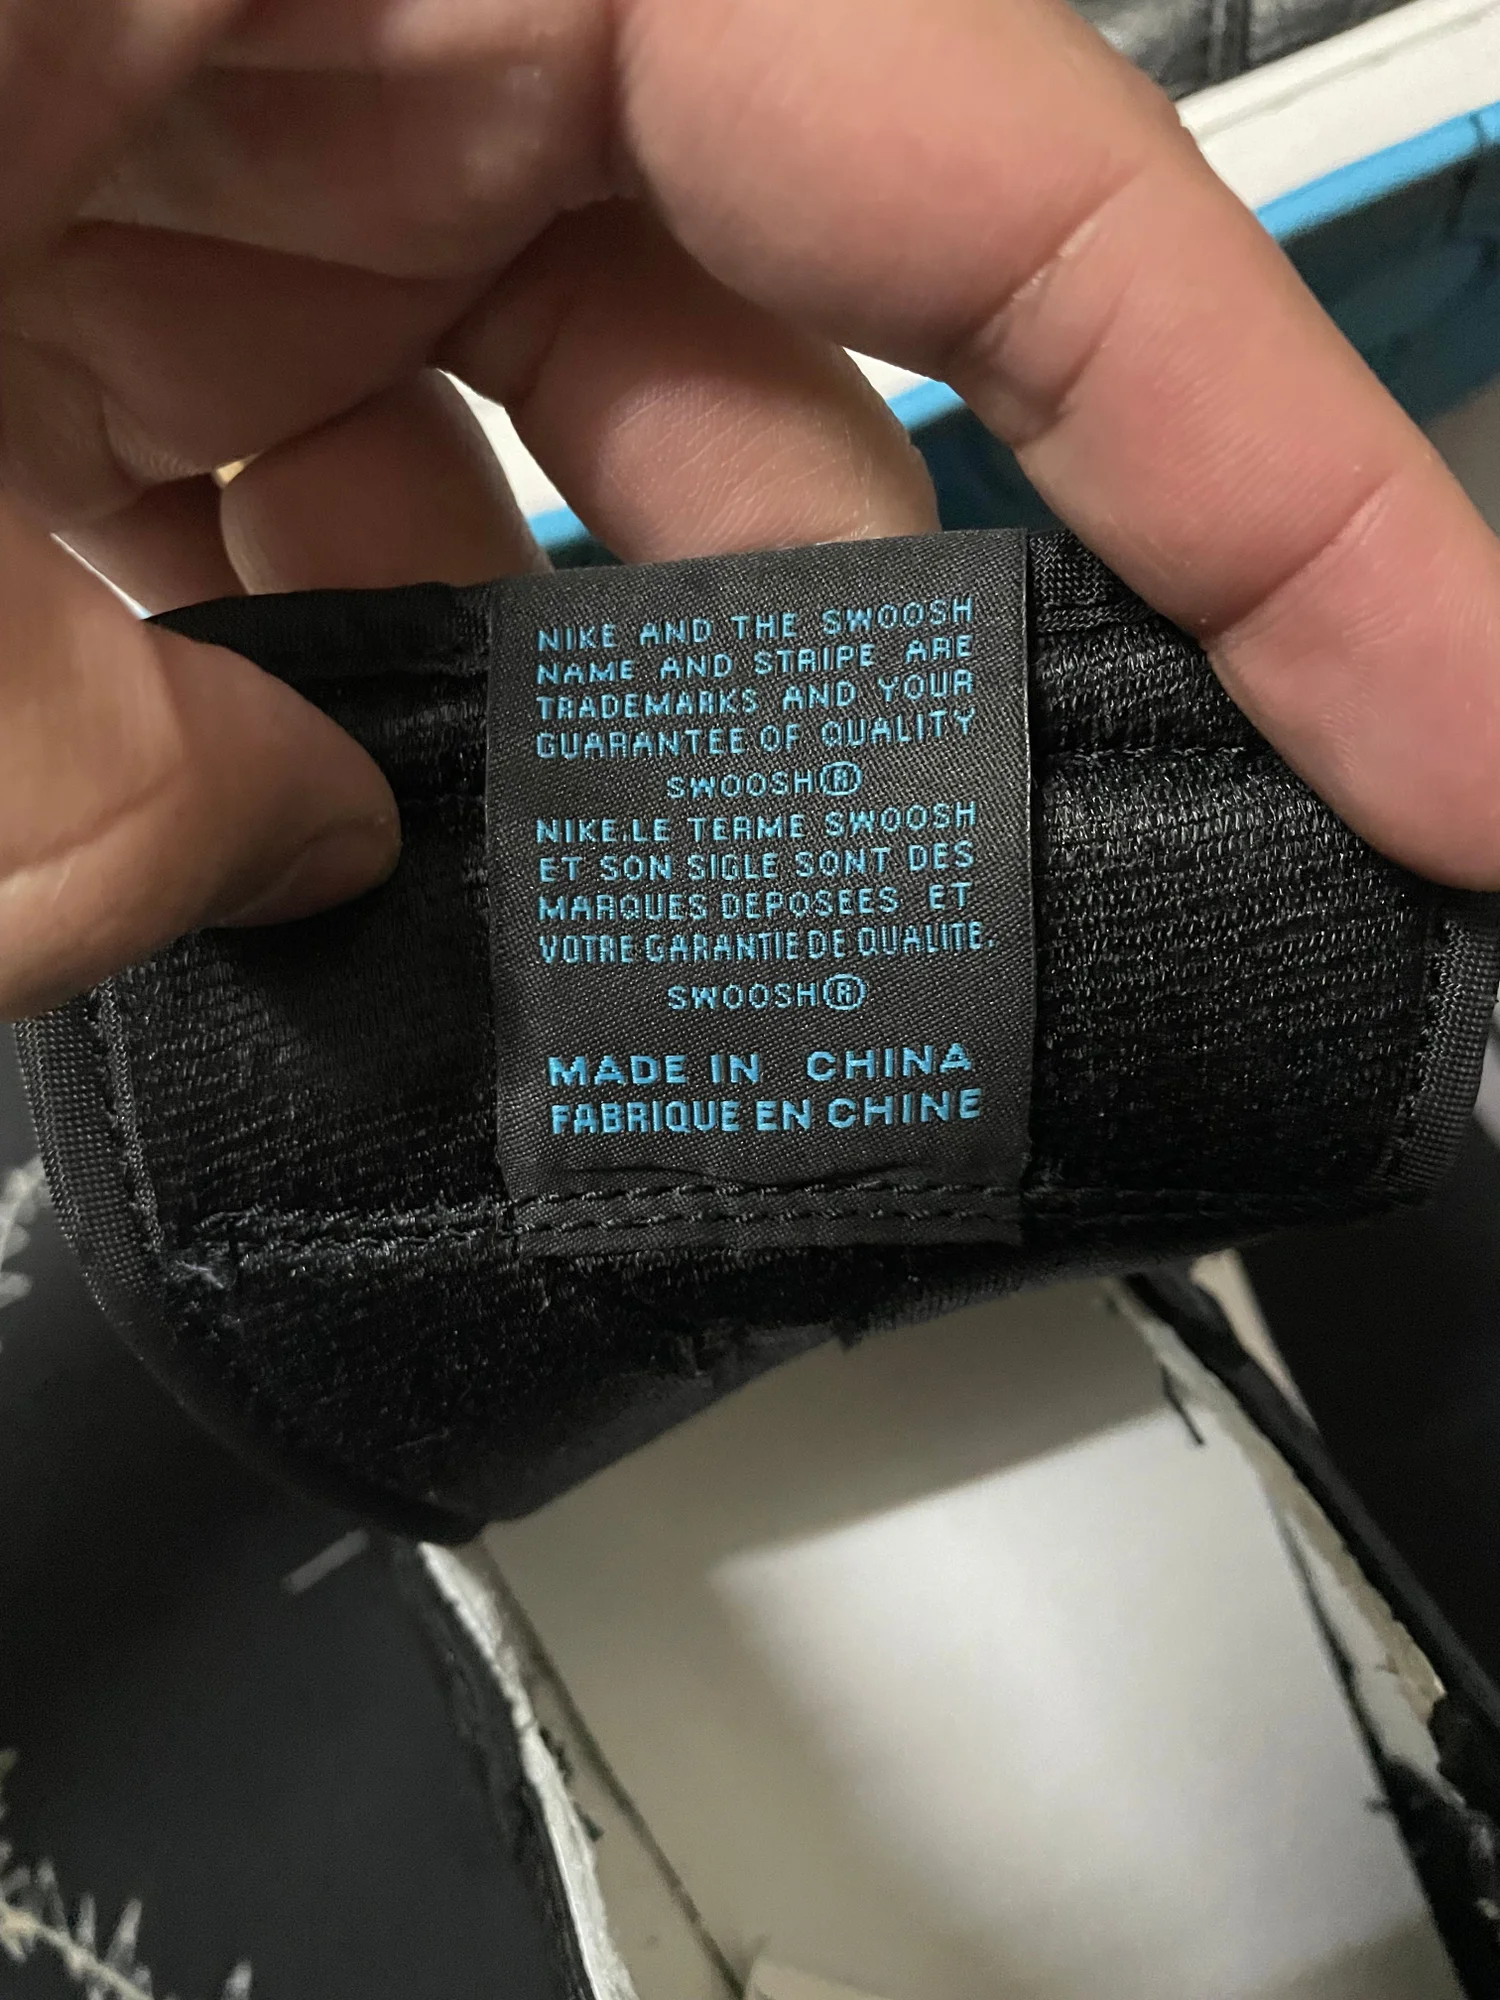 NIKE AND THE SWOOSH
NAME AND STRIPE ARE
TRADEMARKS AND YOUR
GUARANTEE OF QUALITY
SWOOSH®
NIKE.LE TERME SWOOSH
ET SON SIGLE SONT DES
MARQUES DEPOSEES ET
VOTRE GARANTIE DE QUALITE.
SWOOSH®
MADE IN CHINA
FABRIQUE EN CHINE